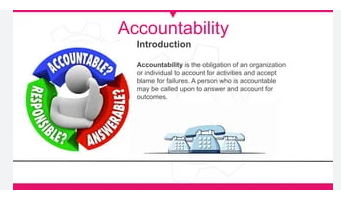 Accountability
Introduction
ACCOUNTABLE?
RESPONSIBLE?
ANSWERABLE?
Accountability is the obligation of an organization
or individual to account for activities and accept
blame for failures. A person who is accountable
may be called upon to answer and account for
outcomes.